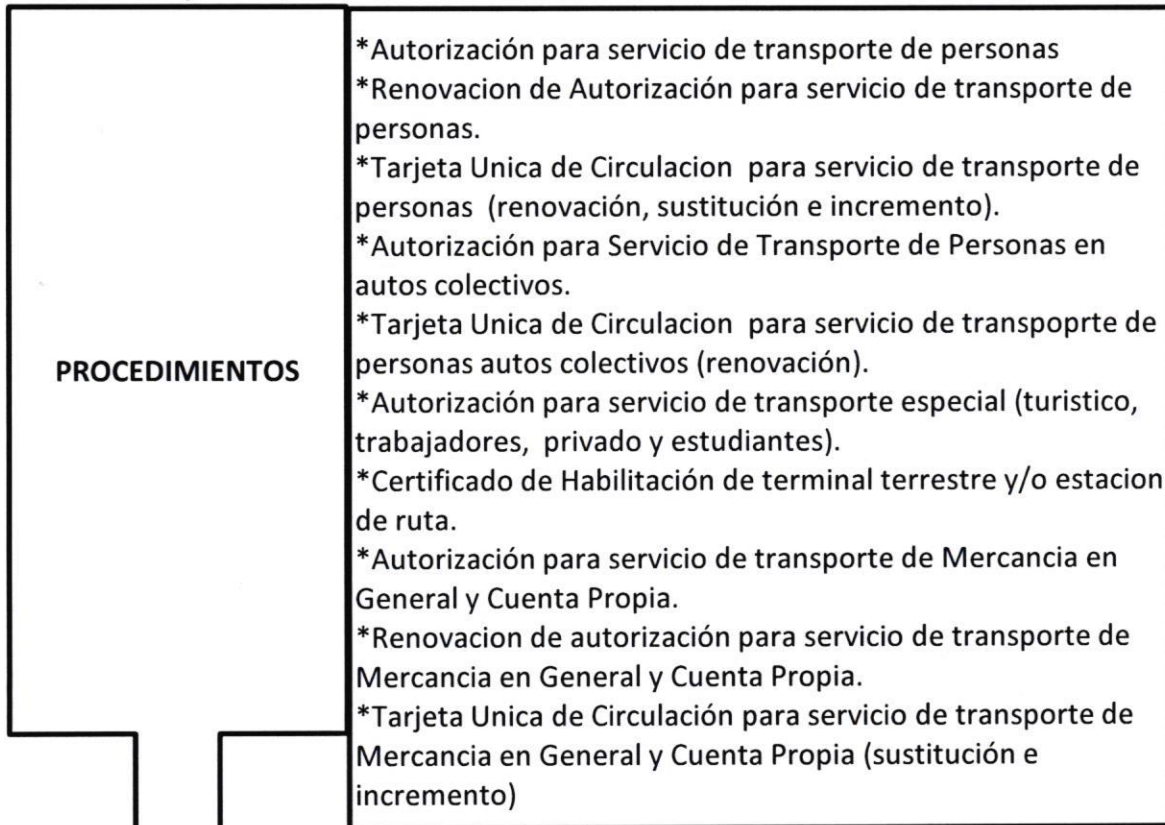 PROCEDIMIENTOS
*Autorización para servicio de transporte de personas
*Renovacion de Autorización para servicio de transporte de
personas.
*Tarjeta Unica de Circulacion  para servicio de transporte de
personas  (renovación, sustitución e incremento).
*Autorización para Servicio de Transporte de Personas en
autos colectivos.
*Tarjeta Unica de Circulacion  para servicio de transpoprte de
personas autos colectivos (renovación).
*Autorización para servicio de transporte especial (turistico,
trabajadores,  privado y estudiantes).
*Certificado de Habilitación de terminal terrestre y/o estacion
de ruta.
*Autorización para servicio de transporte de Mercancia en
General y Cuenta Propia.
*Renovacion de autorización para servicio de transporte de
Mercancia en General y Cuenta Propia.
*Tarjeta Unica de Circulación para servicio de transporte de
Mercancia en General y Cuenta Propia (sustitución e
incremento)